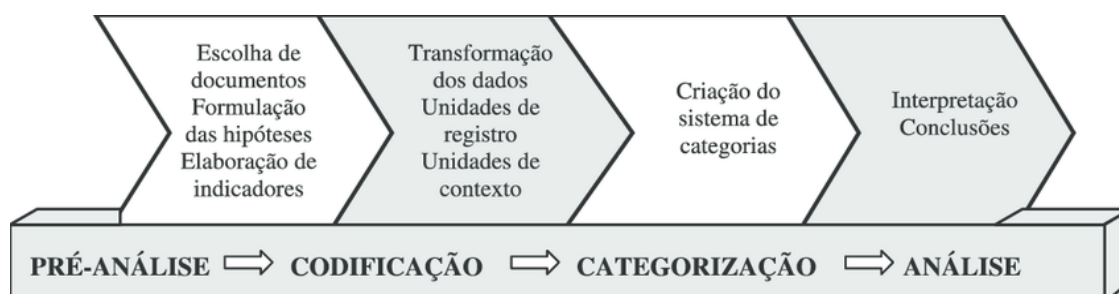 Escolha de
documentos
Formulação
das hipóteses
Elaboração de
indicadores
Transformação
dos dados
Unidades de
registro
Unidades de
contexto
Criação do
sistema de
categorias
Interpretação
Conclusões
PRÉ-ANÁLISE
CODIFICAÇÃO
CATEGORIZAÇÃO
ANÁLISE